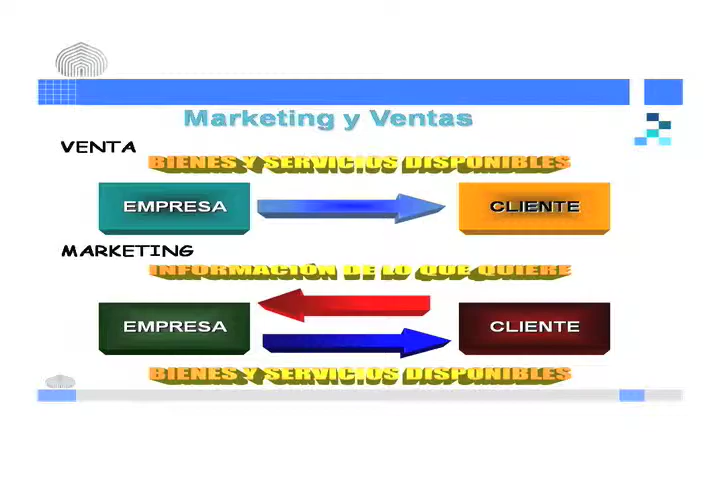 Marketing y Ventas
VENTA
BIENES Y SERVICIOS DISPONIBLES
EMPRESA
CLIENTE
MARKETING
INFORMACIÓN DE LO QUE QUIERE
EMPRESA
CLIENTE
BIENES Y SERVICIOS DISPONIBLES